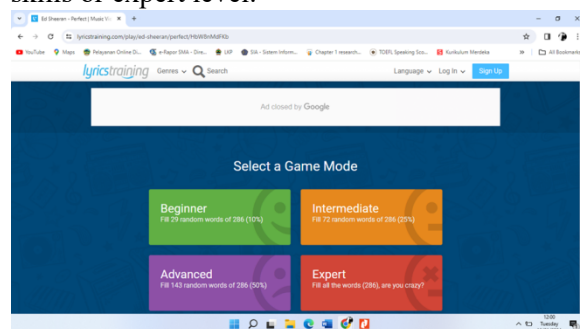 skills of expert level.
Ed Sheeran - Perfect | Music Vi
lyricstraining.com/play/ed-sheeran/perfect/HbWBnMdFKb
YouTube Maps Pelayanan Online Di... e-Rapor SMA - Dire... LKP SIA - Sistem Inform... Chapter 1 research... TOEFL Speaking Sco... Kurikulum Merdeka All Bookmarks
lyricstraining Genres Search Language Log In Sign Up
Ad closed by Google
Select a Game Mode
Beginner
Fill 29 random words of 286 (10%)
Intermediate
Fill 72 random words of 286 (25%)
Advanced
Fill 143 random words of 286 (50%)
Expert
Fill all the words (286), are you crazy?
12:00
Tuesday